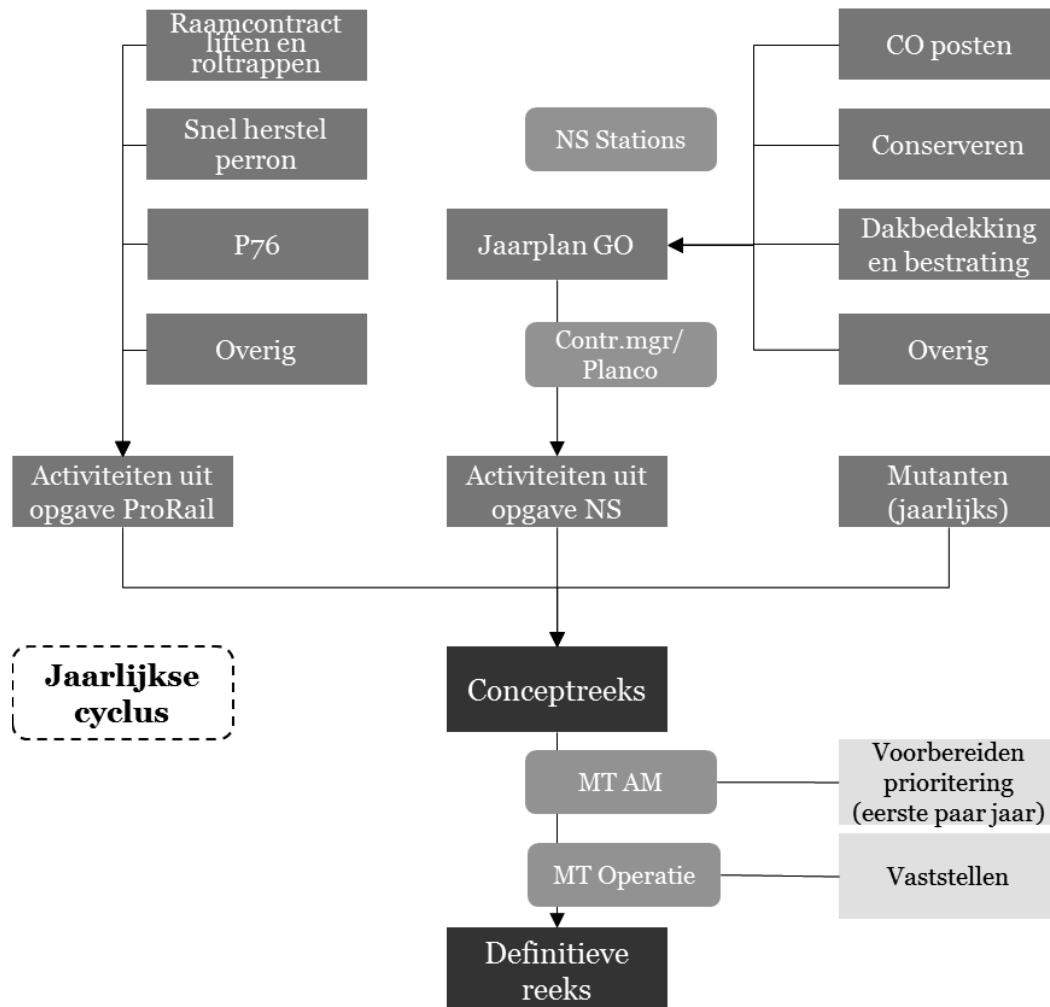 Raamcontract
liften en
roltrappen
CO posten
Snel herstel
perron
NS Stations
Conserveren
P76
Jaarplan GO
Dakbedekking
en bestrating
Overig
Contr.mgr/
Planco
Overig
Activiteiten uit
opgave ProRail
Activiteiten uit
opgave NS
Mutanten
(jaarlijks)
Jaarlijkse
cyclus
Conceptreeks
MT AM
Voorbereiden
prioritering
(eerste paar jaar)
MT Operatie
Vaststellen
Definitieve
reeks